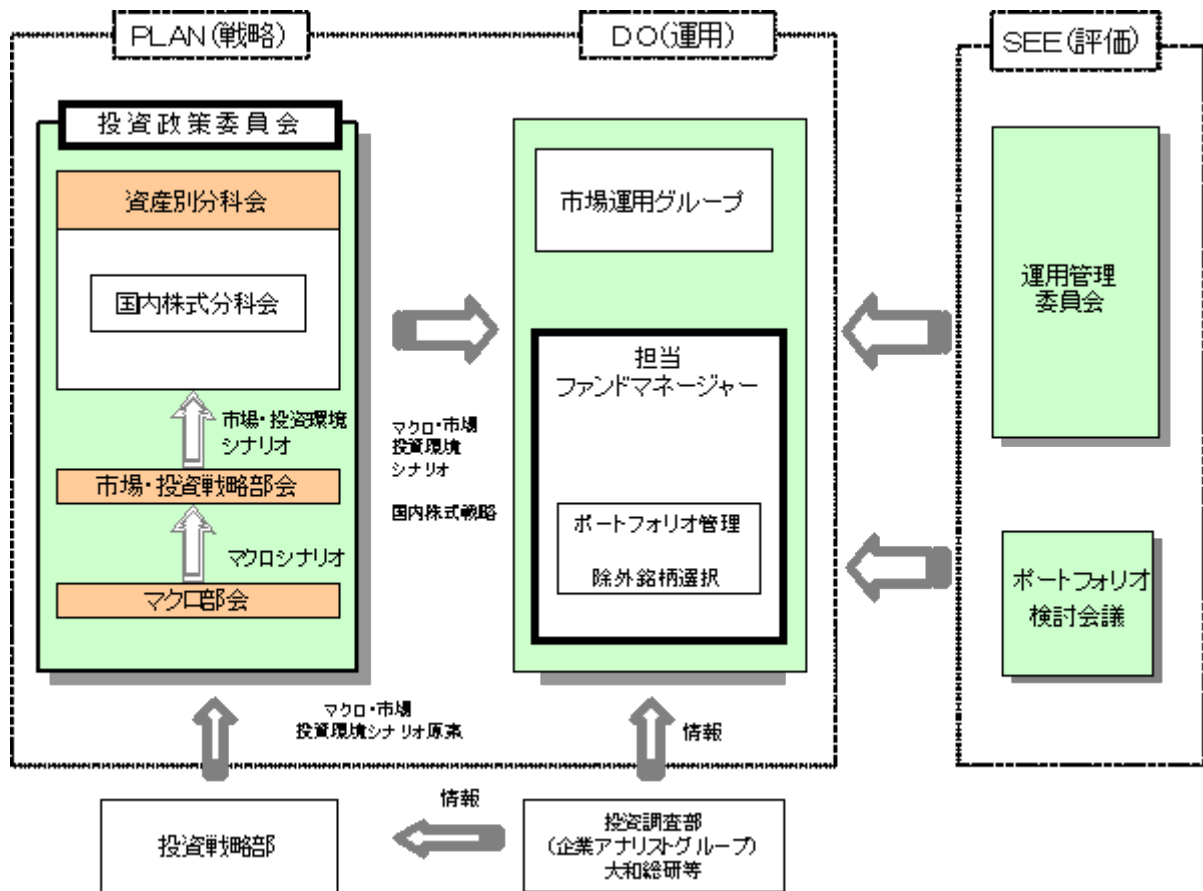 PLAN(戦略)
DO(運用)
SEE(評価)
投資政策委員会
資産別分科会
国内株式分科会
市場・投資環境
シナリオ
市場・投資戦略部会
マクロシナリオ
マクロ部会
マクロ・市場
投資環境
シナリオ
国内株式戦略
市場運用グループ
担当
ファンドマネージャー
ポートフォリオ管理
除外銘柄選択
運用管理
委員会
ポートフォリオ
検討会議
マクロ・市場
投資環境シナリオ原案
情報
投資戦略部
情報
投資調査部
(企業アナリストグループ)
大和総研等